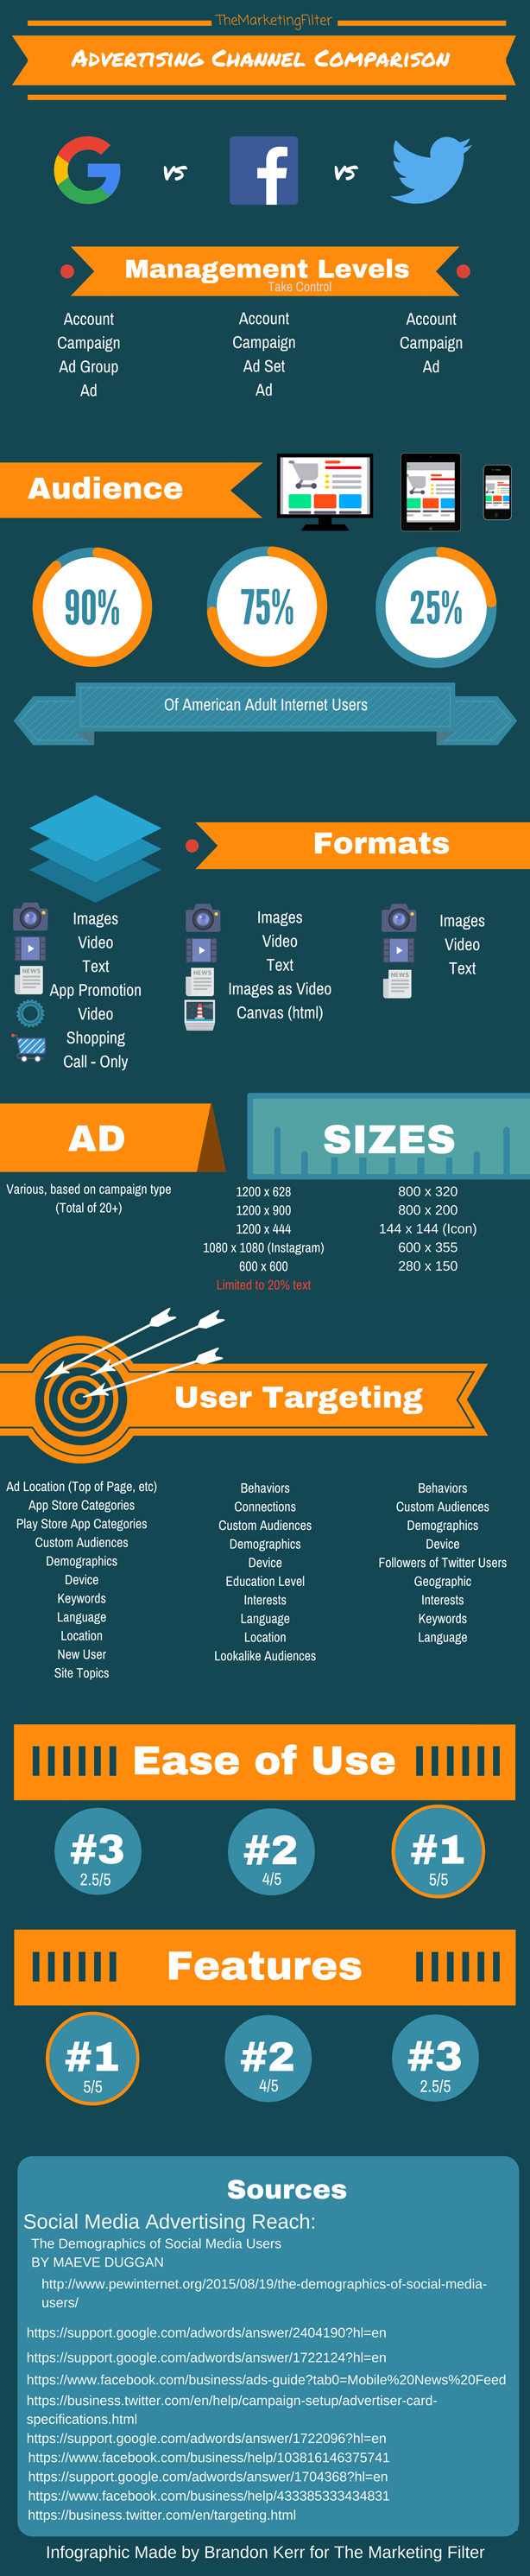 TheMarketingFilter
Advertising Channel Comparison
vs
vs
Management Levels
Take Control
Account
Campaign
Ad Group
Ad
Account
Campaign
Ad Set
Ad
Account
Campaign
Ad
Audience
90%
75%
25%
Of American Adult Internet Users
Formats
Images
Video
Text
App Promotion
Video
Shopping
Call - Only
NEWS
Images
Video
Text
Images as Video
Canvas (html)
NEWS
Images
Video
Text
NEWS
AD
SIZES
Various, based on campaign type
(Total of 20+)
1200 x 628
1200 x 900
1200 x 444
1080 x 1080 (Instagram)
600 x 600
Limited to 20% text
800 x 320
800 x 200
144 x 144 (Icon)
600 x 355
280 x 150
User Targeting
Ad Location (Top of Page, etc)
App Store Categories
Play Store App Categories
Custom Audiences
Demographics
Device
Keywords
Language
Location
New User
Site Topics
Behaviors
Connections
Custom Audiences
Demographics
Device
Education Level
Interests
Language
Location
Lookalike Audiences
Behaviors
Custom Audiences
Demographics
Device
Followers of Twitter Users
Geographic
Interests
Keywords
Language
Ease of Use
#3
2.5/5
#2
4/5
#1
5/5
Features
#1
5/5
#2
4/5
#3
2.5/5
Sources
Social Media Advertising Reach:
The Demographics of Social Media Users
BY MAEVE DUGGAN
http://www.pewinternet.org/2015/08/19/the-demographics-of-social-media-
users/
https://support.google.com/adwords/answer/2404190?hl=en
https://support.google.com/adwords/answer/1722124?hl=en
https://www.facebook.com/business/ads-guide?tab0=Mobile%20News%20Feed
https://business.twitter.com/en/help/campaign-setup/advertiser-card-
specifications.html
https://support.google.com/adwords/answer/1722096?hl=en
https://www.facebook.com/business/help/103816146375741
https://support.google.com/adwords/answer/1704368?hl=en
https://www.facebook.com/business/help/433385333434831
https://business.twitter.com/en/targeting.html
Infographic Made by Brandon Kerr for The Marketing Filter